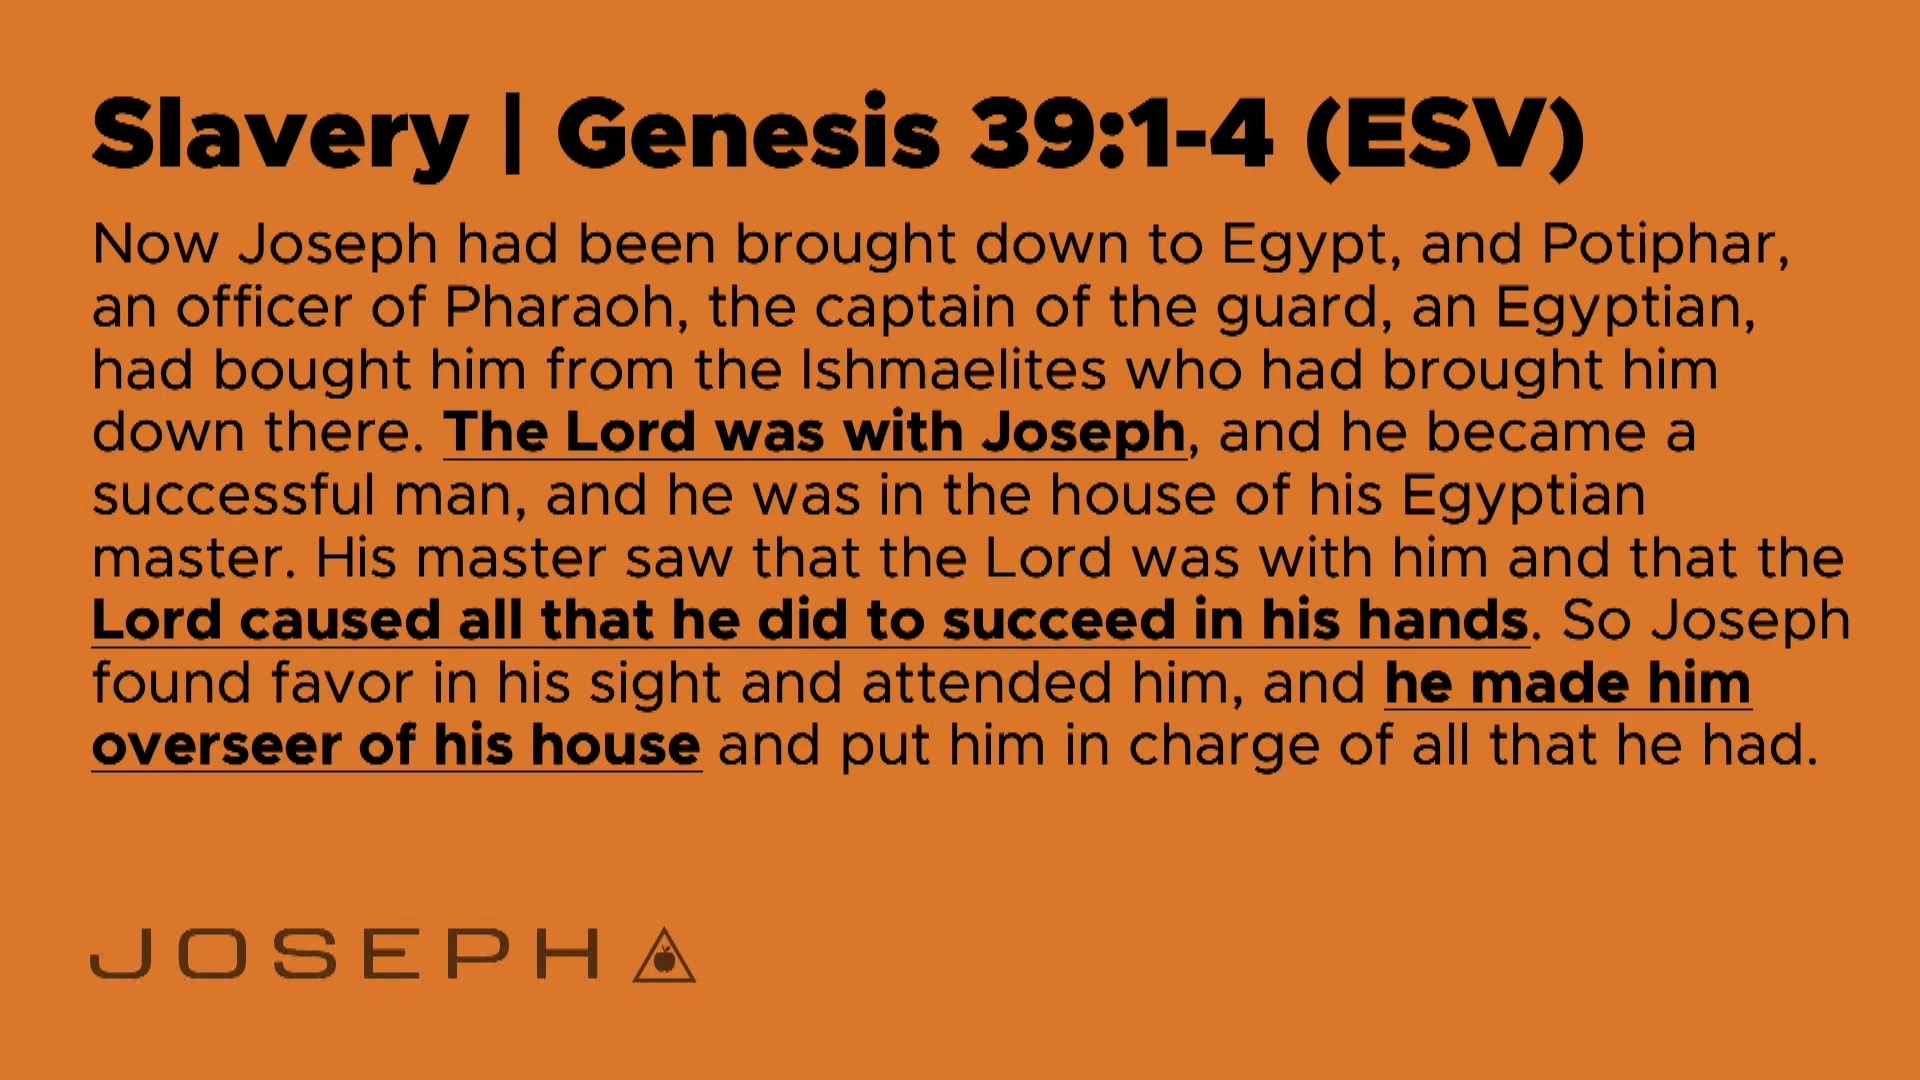 Slavery | Genesis 39:1-4 (ESV)
Now Joseph had been brought down to Egypt, and Potiphar,
an officer of Pharaoh, the captain of the guard, an Egyptian,
had bought him from the Ishmaelites who had brought him
down there. The Lord was with Joseph, and he became a
successful man, and he was in the house of his Egyptian
master. His master saw that the Lord was with him and that the
Lord caused all that he did to succeed in his hands. So Joseph
found favor in his sight and attended him, and he made him
overseer of his house and put him in charge of all that he had.
JOSEPH